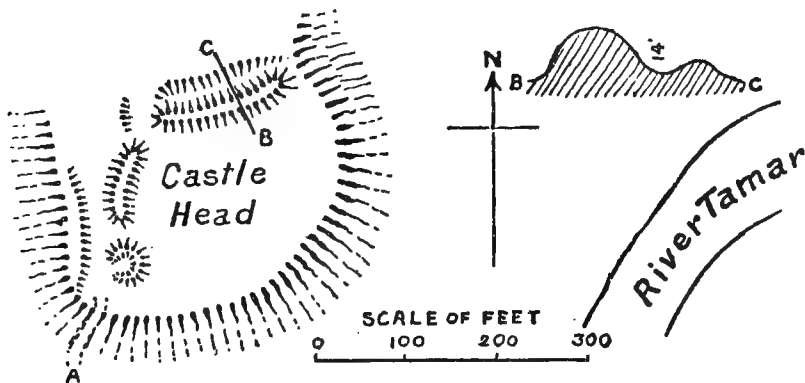 C
B
Castle
Head
A
N
B
14'
C
River Tamar
SCALE OF FEET
0 100 200 300